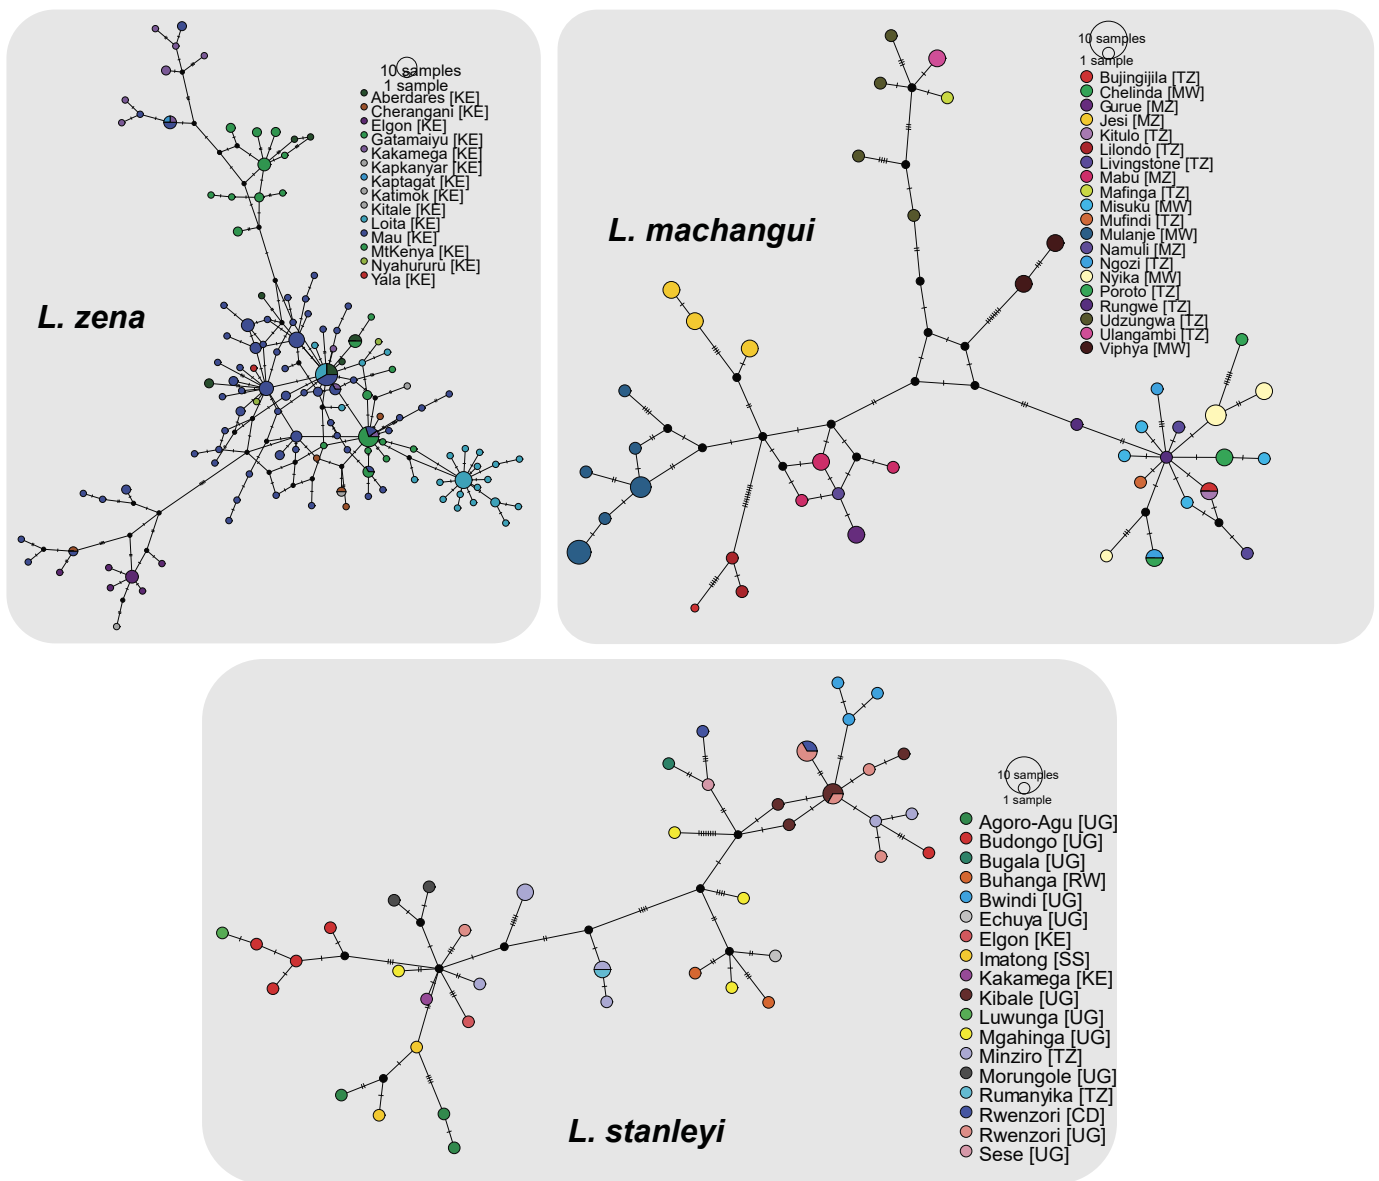 10 samples
1 sample
Aberdares [KE]
Cherangani [KE]
Elgon [KE]
Gatamaiyu [KE]
Kakamega [KE]
Kapkanyar [KE]
Kaptagat [KE]
Katimok [KE]
Kitale [KE]
Loita [KE]
Mau [KE]
MtKenya [KE]
Nyahururu [KE]
Yala [KE]
L. zena
10 samples
1 sample
Bujingijila [TZ]
Chelinda [MW]
Gurue [MZ]
Jesi [MZ]
Kitulo [TZ]
Lilondo [TZ]
Livingstone [TZ]
Mabu [MZ]
Mafinga [TZ]
Misuku [MW]
Mufindi [TZ]
Mulanje [MW]
Namuli [MZ]
Ngozi [TZ]
Nyika [MW]
Poroto [TZ]
Rungwe [TZ]
Udzungwa [TZ]
Ulangambi [TZ]
Viphya [MW]
L. machangui
10 samples
1 sample
Agoro-Agu [UG]
Budongo [UG]
Bugala [UG]
Buhanga [RW]
Bwindi [UG]
Echuya [UG]
Elgon [KE]
Imatong [SS]
Kakamega [KE]
Kibale [UG]
Luwunga [UG]
Mgahinga [UG]
Minziro [TZ]
Morungole [UG]
Rumanyika [TZ]
Rwenzori [CD]
Rwenzori [UG]
Sese [UG]
L. stanleyi